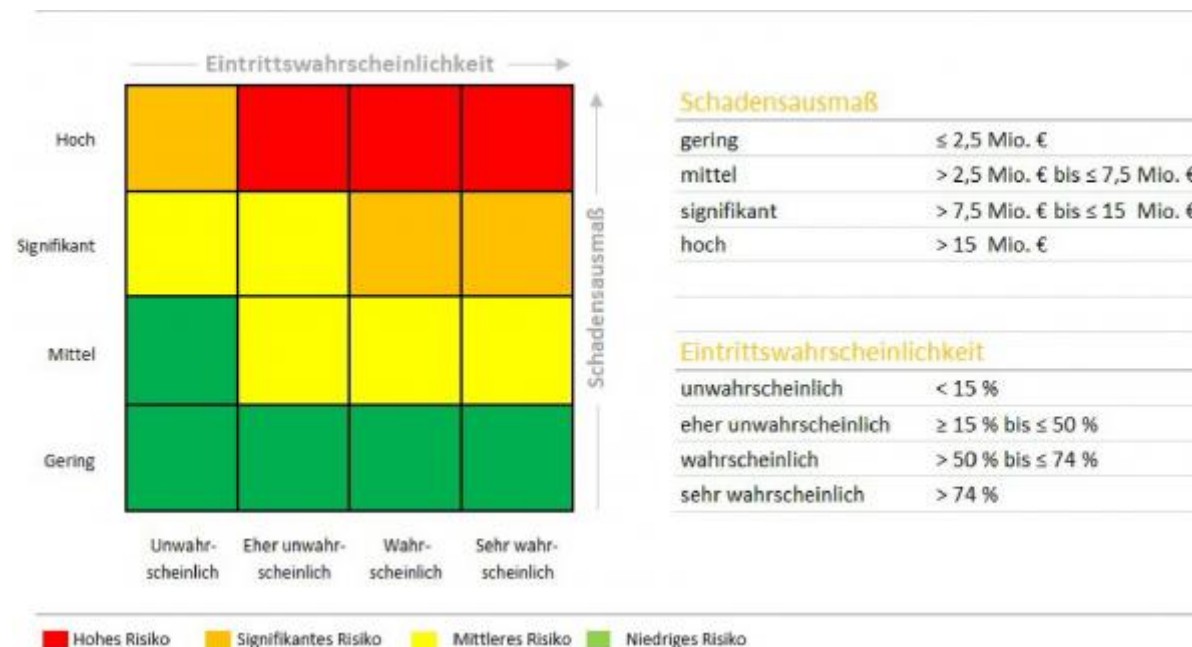 Eintrittswahrscheinlichkeit
Hoch
Signifikant
Mittel
Gering
Schadensausmaß
Unwahr-
scheinlich
Eher unwahr-
scheinlich
Wahr-
scheinlich
Sehr wahr-
scheinlich
Schadensausmaß
gering ≤ 2,5 Mio. €
mittel > 2,5 Mio. € bis ≤ 7,5 Mio. €
signifikant > 7,5 Mio. € bis ≤ 15 Mio. €
hoch > 15 Mio. €
Eintrittswahrscheinlichkeit
unwahrscheinlich < 15 %
eher unwahrscheinlich ≥ 15 % bis ≤ 50 %
wahrscheinlich > 50 % bis ≤ 74 %
sehr wahrscheinlich > 74 %
Hohes Risiko Signifikantes Risiko Mittleres Risiko Niedriges Risiko